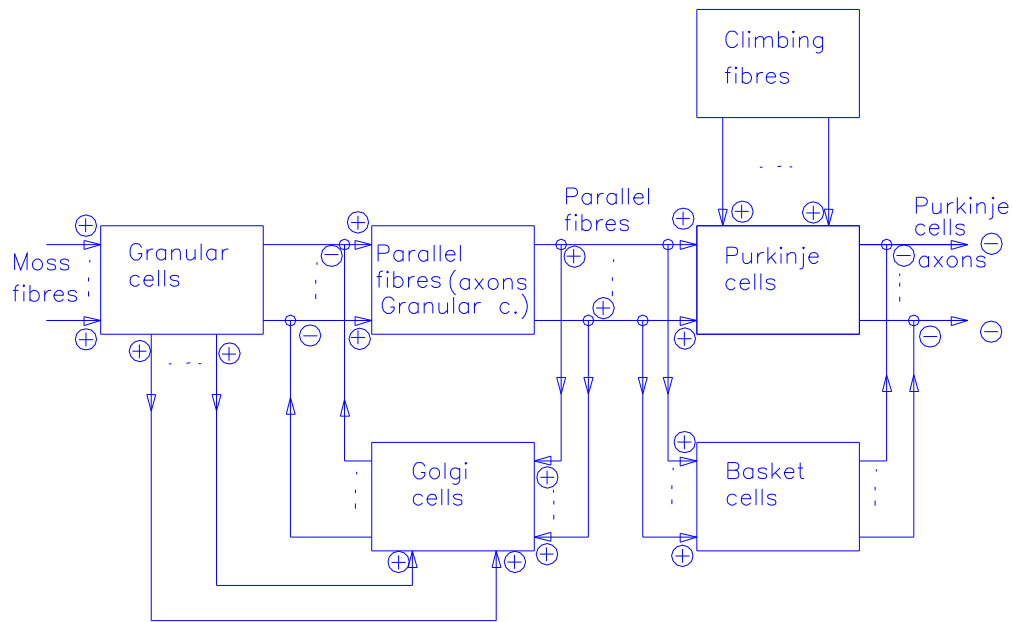 Climbing
fibres
Parallel
fibres
Purkinje
cells
axons
Moss
fibres
Granular
cells
Parallel
fibres (axons
Granular c.)
Purkinje
cells
Golgi
cells
Basket
cells